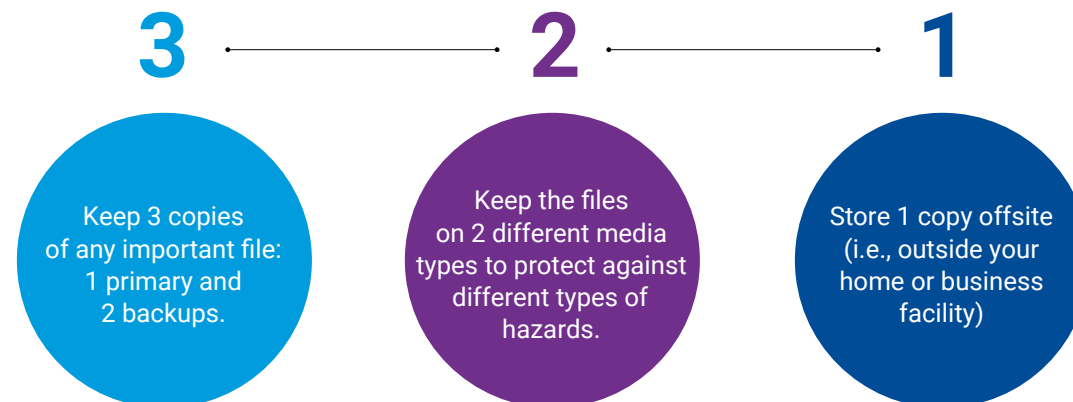 3
2
1
Keep 3 copies
of any important file:
1 primary and
2 backups.
Keep the files
on 2 different media
types to protect against
different types of
hazards.
Store 1 copy offsite
(i.e., outside your
home or business
facility)